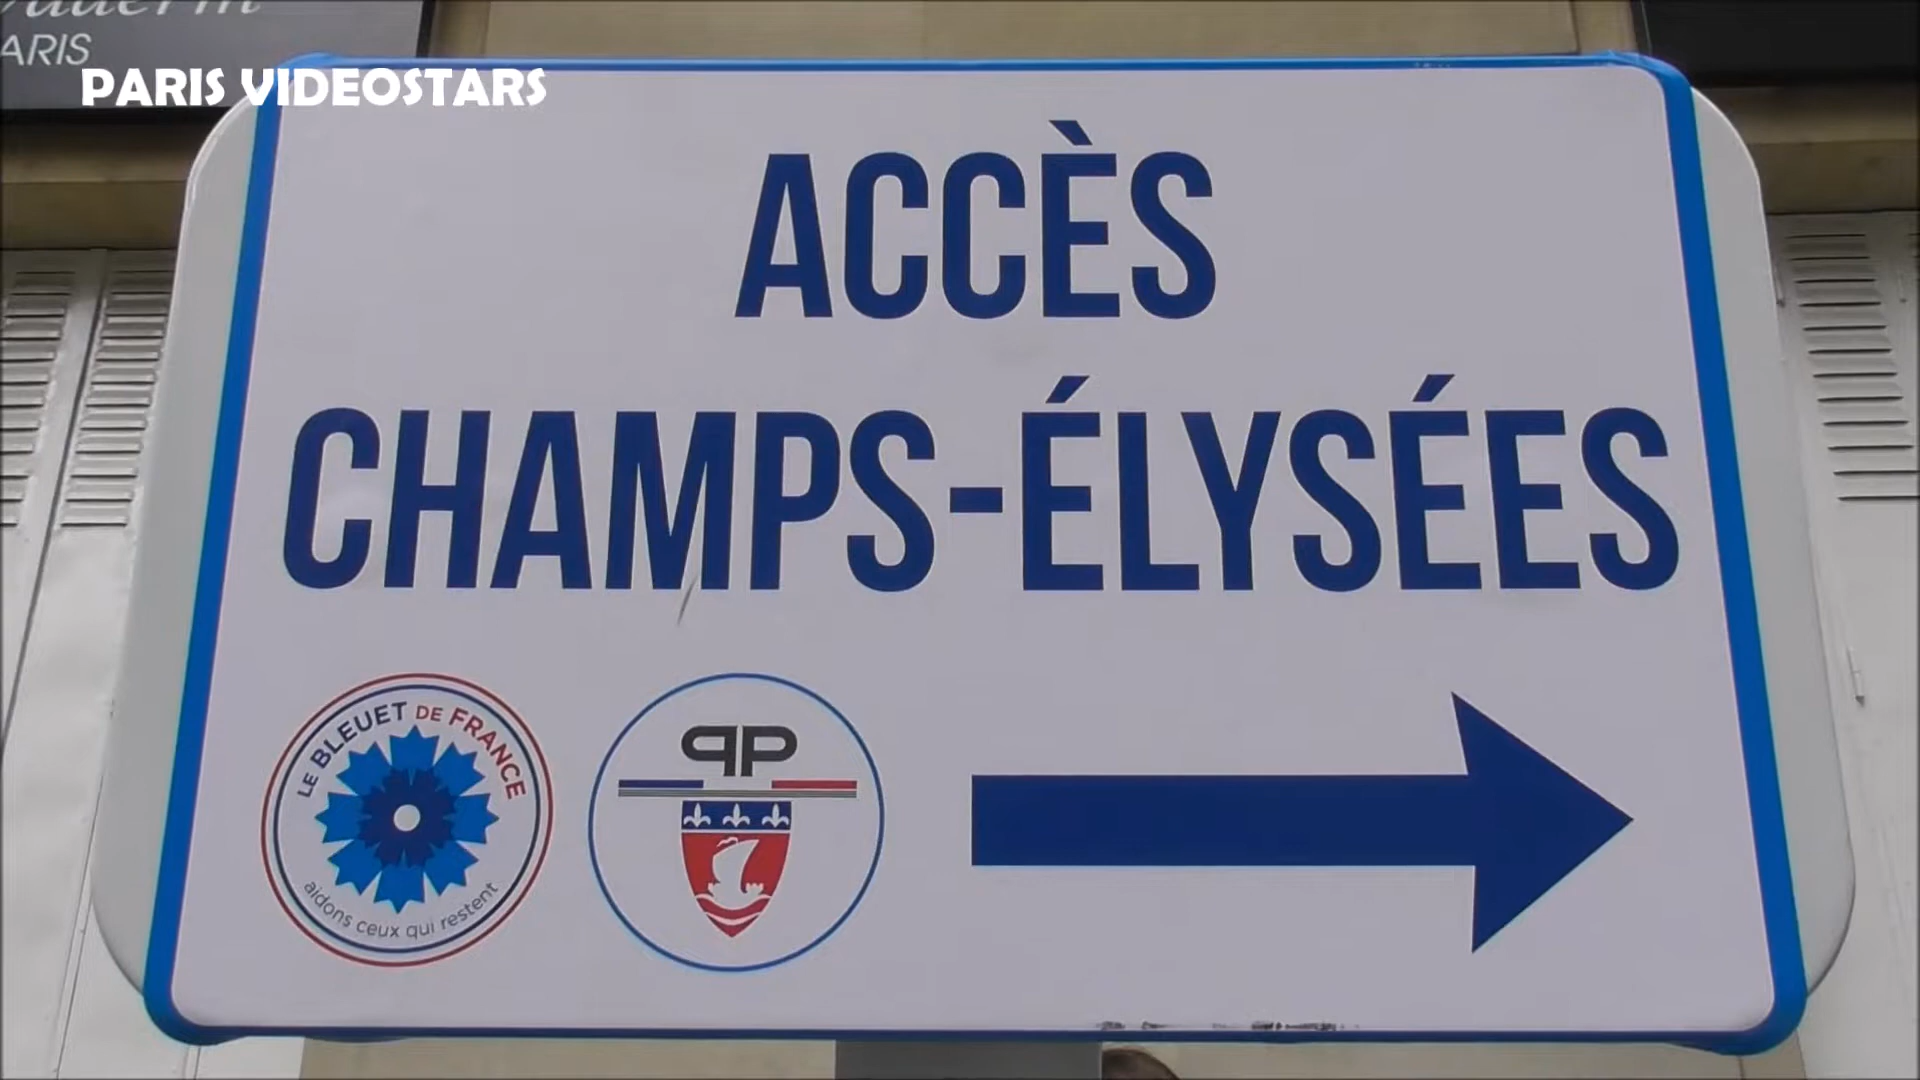 ARIS
PARIS VIDEOSTARS
ACCÈS
CHAMPS-ÉLYSÉES
LE BLEUET DE FRANCE
aidons ceux qui restent
PP